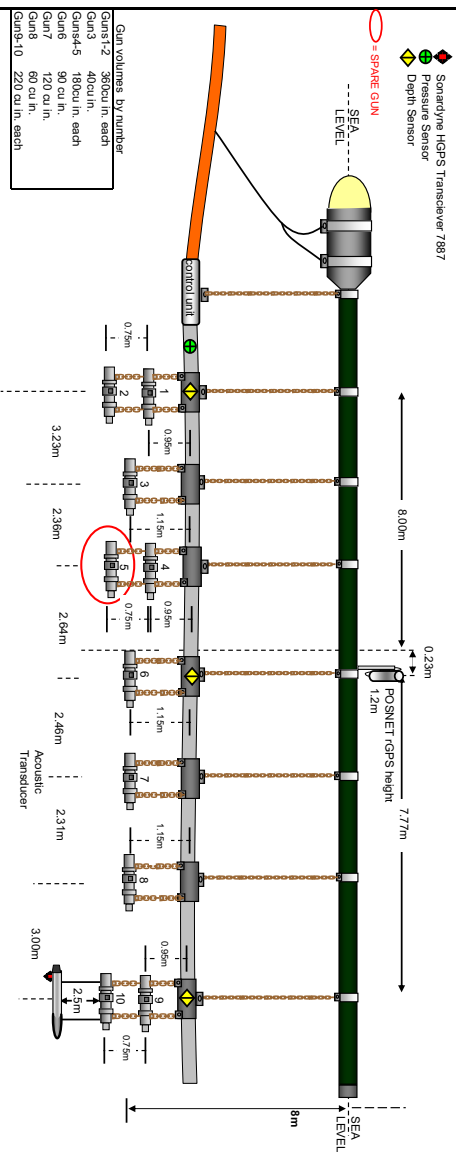 Sonardyne HGPS Transciever 7887
Pressure Sensor
Depth Sensor
= SPARE GUN
SEA
LEVEL
SEA
LEVEL
8.00m
0.23m
7.77m
POSNET rGPS height
1.2m
control unit
8m
0.75m
0.95m
1.15m
0.95m
0.75m
1.15m
1.15m
0.95m
0.75m
1
2
3
4
5
6
7
8
9
10
2.5m
3.23m
2.36m
2.64m
2.46m
2.31m
3.00m
Acoustic
Transducer
Gun volumes by number
Guns1-2 360cu in. each
Gun3 40cu in.
Guns4-5 180cu in. each
Gun6 90 cu in.
Gun7 120 cu in.
Gun8 60 cu in.
Gun9-10 220 cu in. each